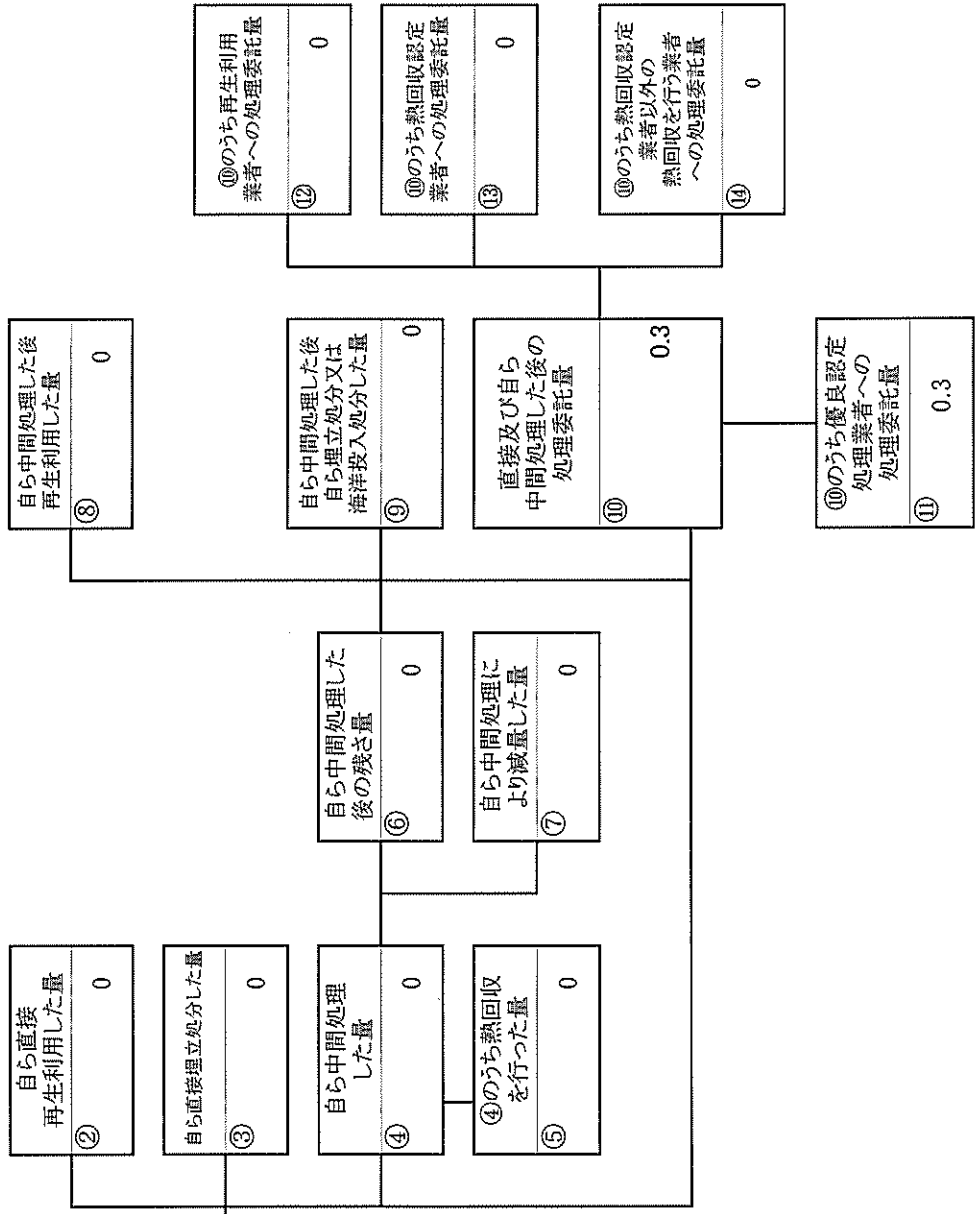 自ら直接
再生利用した量
②
0
自ら直接埋立処分した量
③
0
自ら中間処理
した量
④
0
④のうち熱回収
を行った量
⑤
0
自ら中間処理した
後の残さ量
⑥
0
自ら中間処理に
より減量した量
⑦
0
自ら中間処理した後
再生利用した量
⑧
0
自ら中間処理した後
自ら埋立処分又は
海洋投入処分した量
⑨
0
直接及び自ら
中間処理した後の
処理委託量
⑩
0.3
⑩のうち優良認定
処理業者への
処理委託量
⑪
0.3
⑩のうち再生利用
業者への処理委託量
⑫
0
⑩のうち熱回収認定
業者への処理委託量
⑬
0
⑩のうち熱回収認定
業者以外の
熱回収を行う業者
への処理委託量
⑭
0